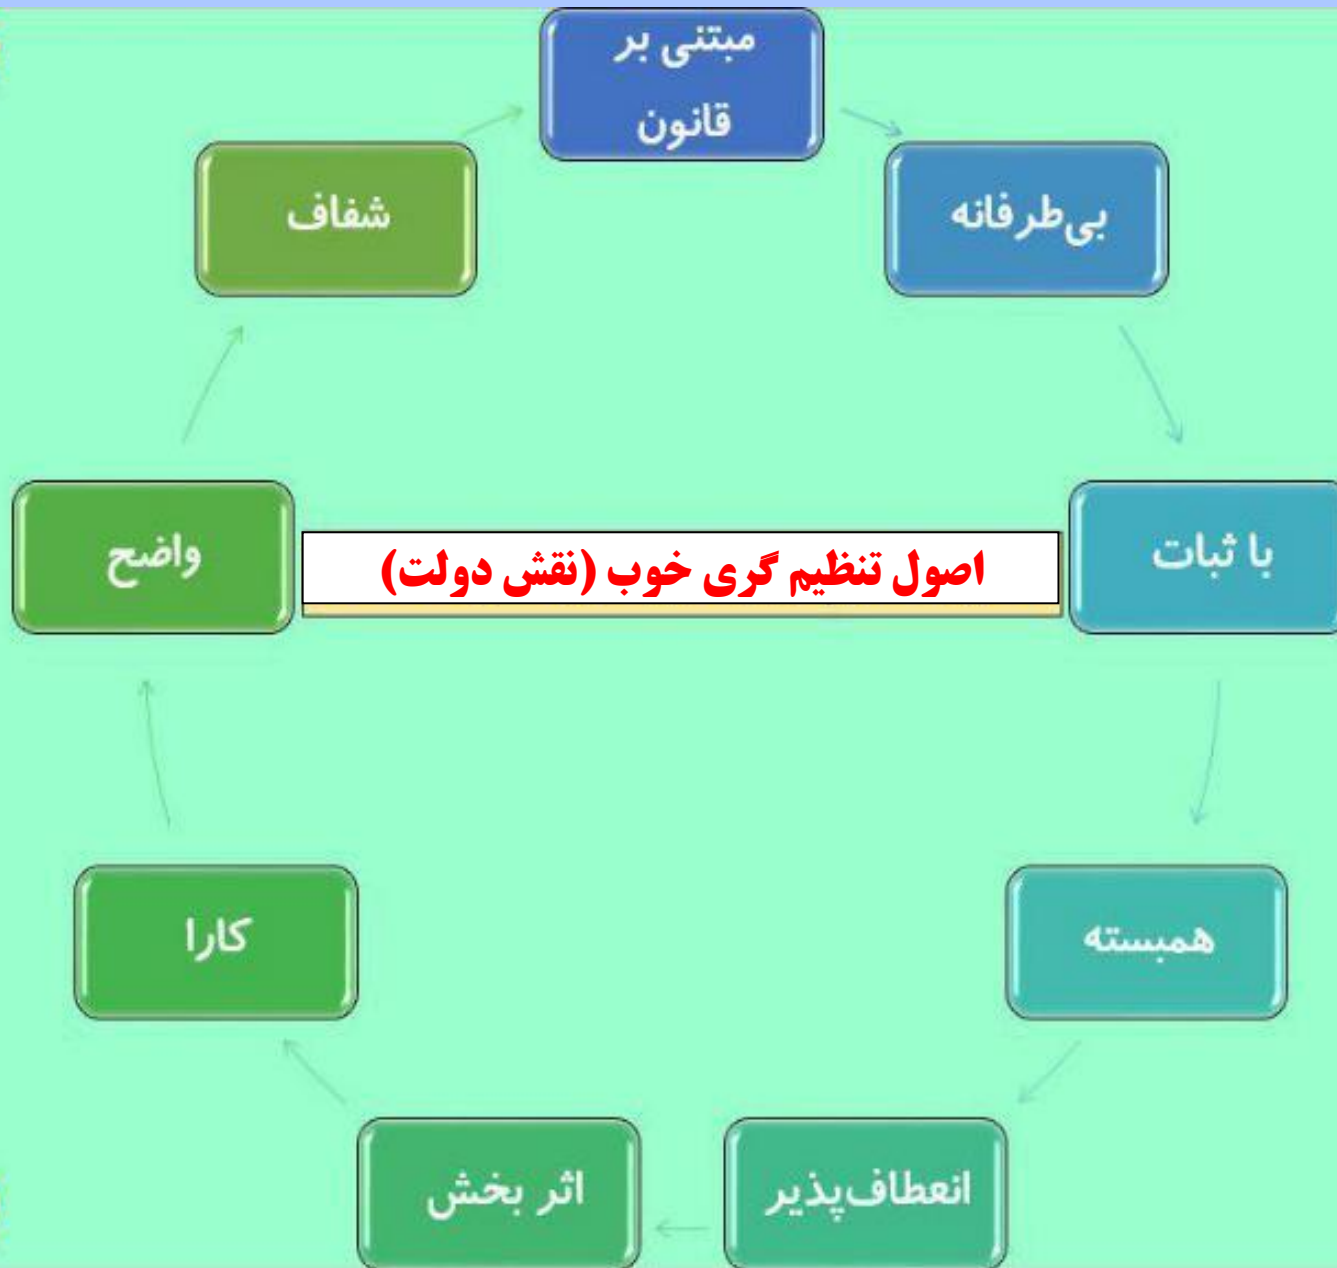 مبتنی بر
قانون
بی‌طرفانه
با ثبات
همبسته
انعطاف‌پذیر
اثر بخش
کارا
واضح
شفاف
اصول تنظیم گری خوب (نقش دولت)